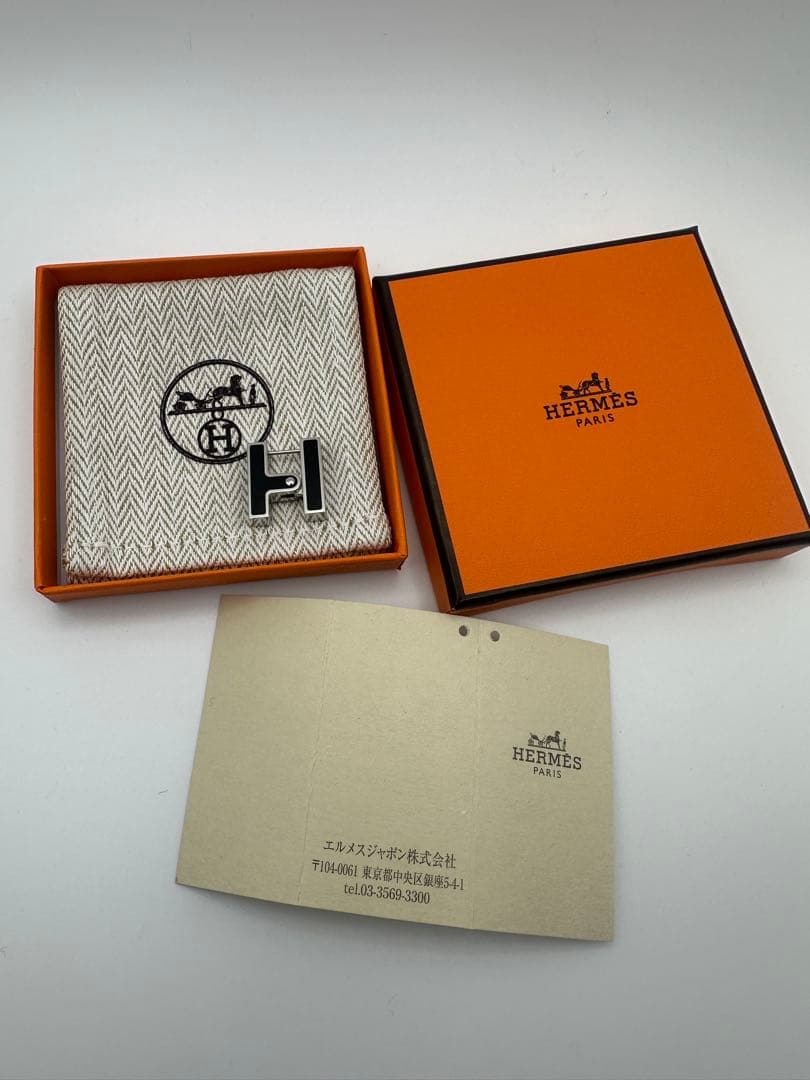 H
HERMÈS
PARIS
HERMÈS
PARIS
エルメスジャポン株式会社
〒104-0061 東京都中央区銀座5-4-1
tel.03-3569-3300